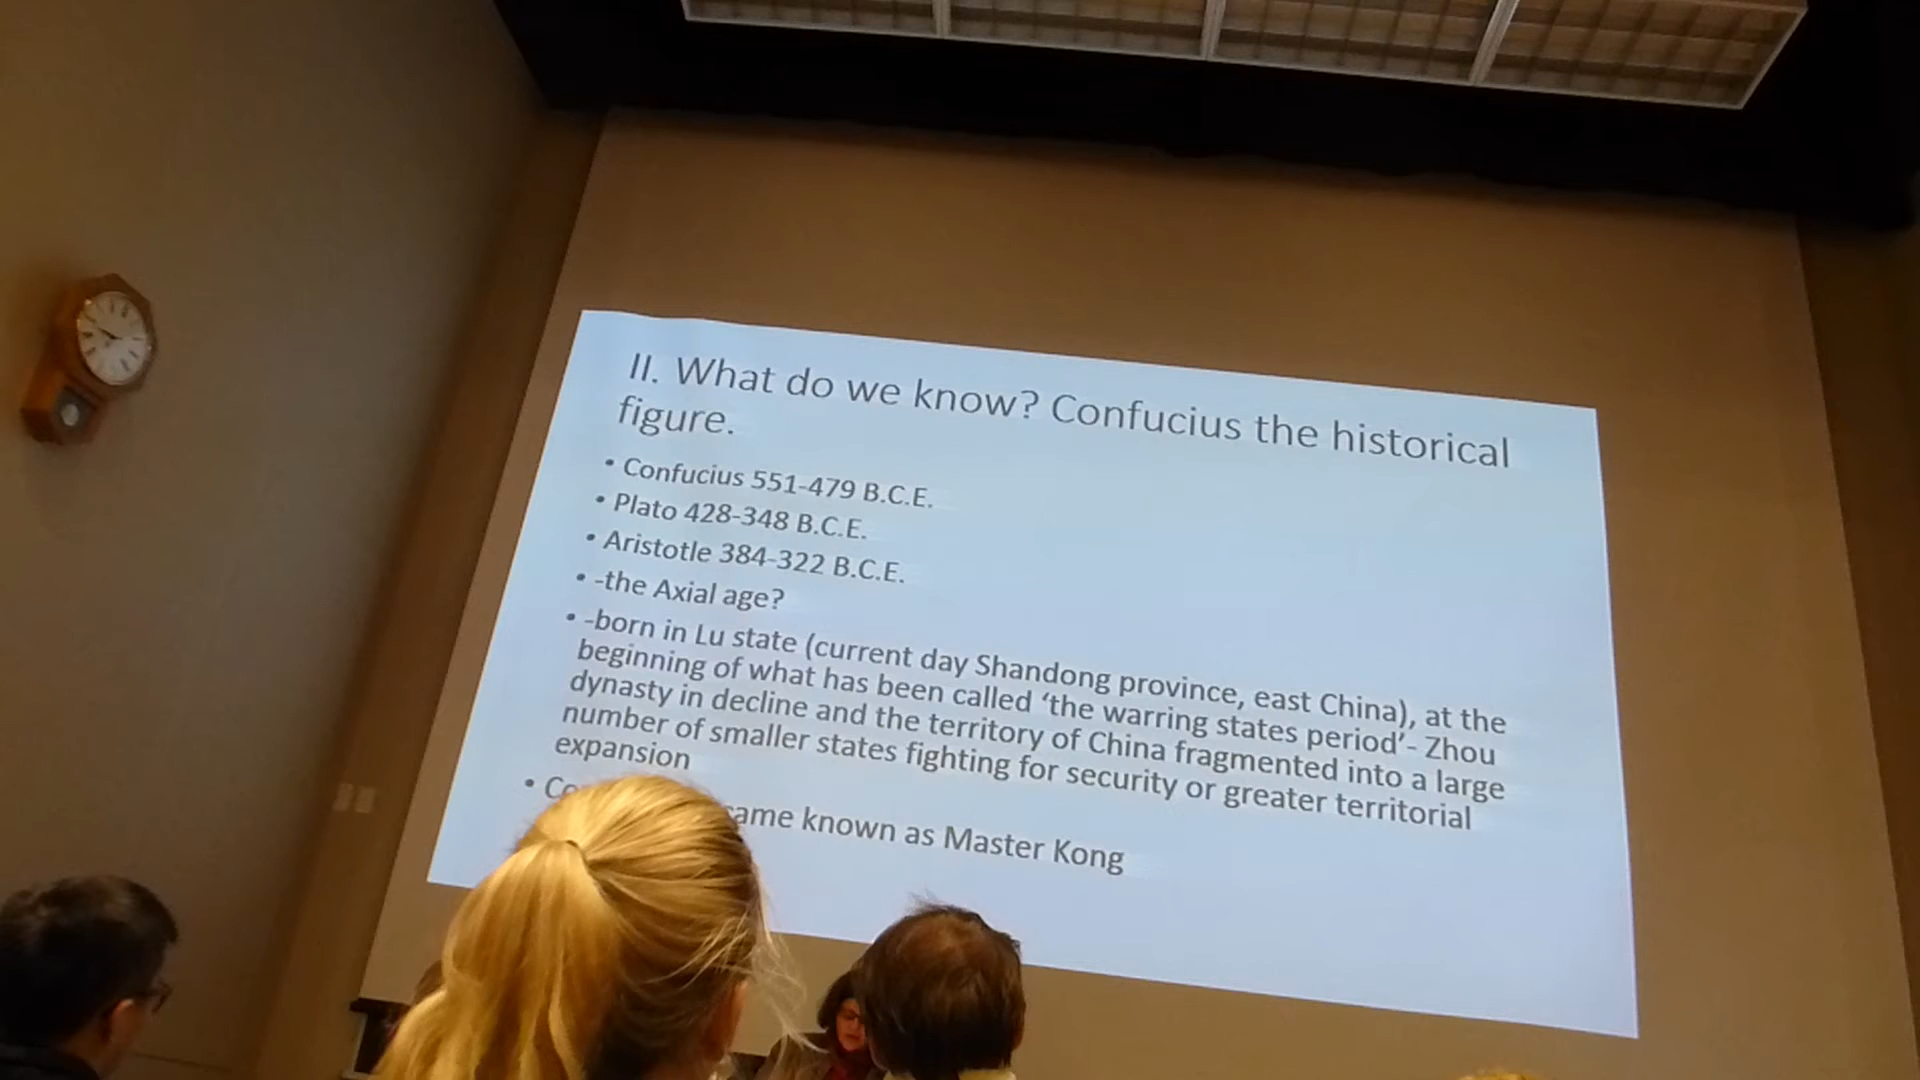 II. What do we know? Confucius the historical
figure.
• Confucius 551-479 B.C.E.
• Plato 428-348 B.C.E.
• Aristotle 384-322 B.C.E.
• -the Axial age?
• -born in Lu state (current day Shandong province, east China), at the
beginning of what has been called ‘the warring states period’- Zhou
dynasty in decline and the territory of China fragmented into a large
number of smaller states fighting for security or greater territorial
expansion
• known as Master Kong